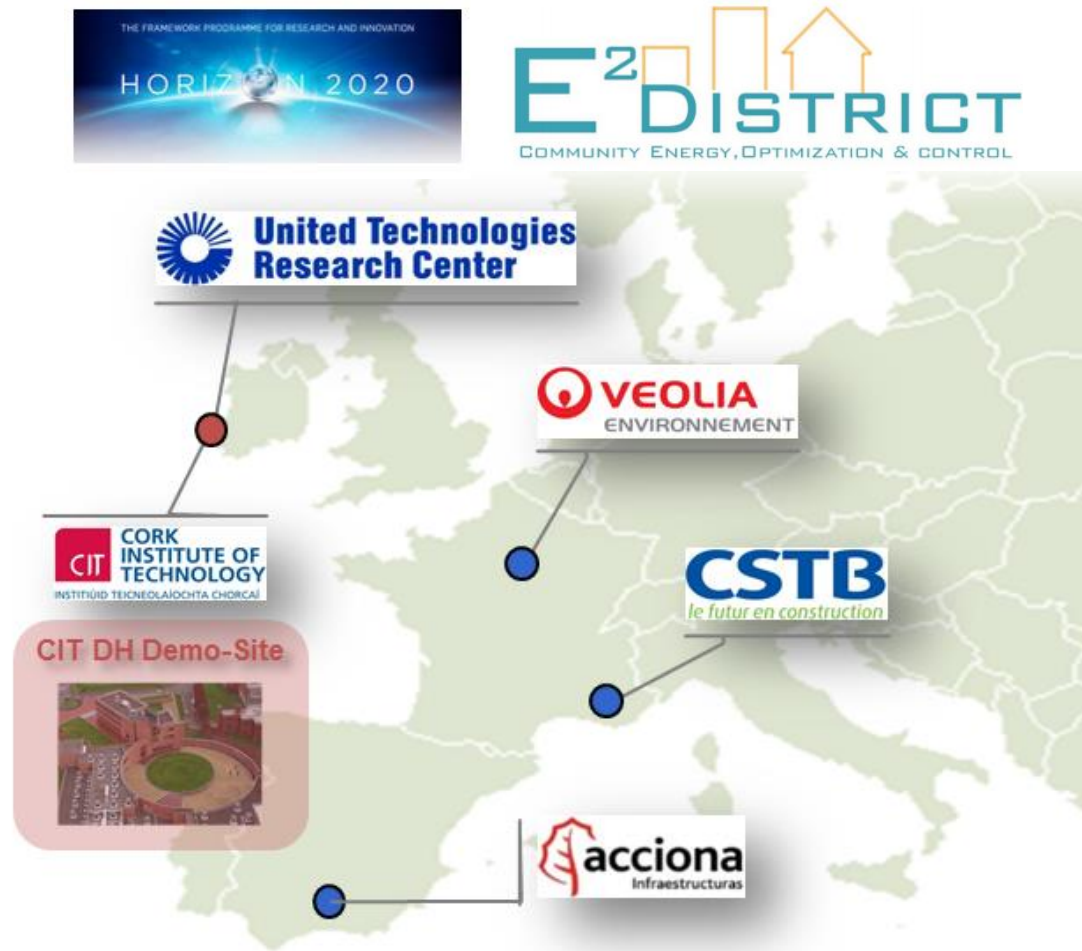 THE FRAMEWORK PROGRAMME FOR RESEARCH AND INNOVATION
HORIZON 2020
E²DISTRICT
COMMUNITY ENERGY, OPTIMIZATION & CONTROL
United Technologies
Research Center
VEOLIA
ENVIRONNEMENT
CIT
CORK
INSTITUTE OF
TECHNOLOGY
INSTITIÚID TEICNEOLAÍOCHTA CHORCAÍ
CSTB
le futur en construction
CIT DH Demo-Site
acciona
Infraestructuras